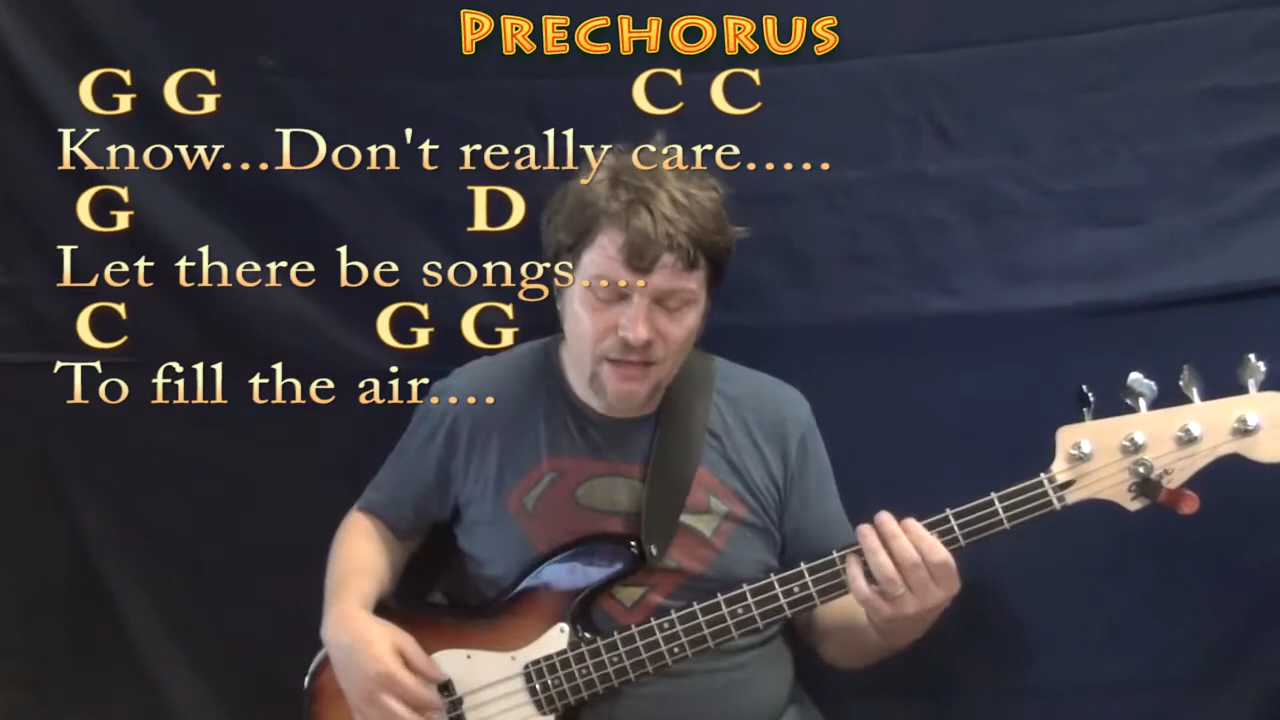 PRECHORUS
G G C C
Know...Don't really care.....
G D
Let there be songs....
C G G
To fill the air....